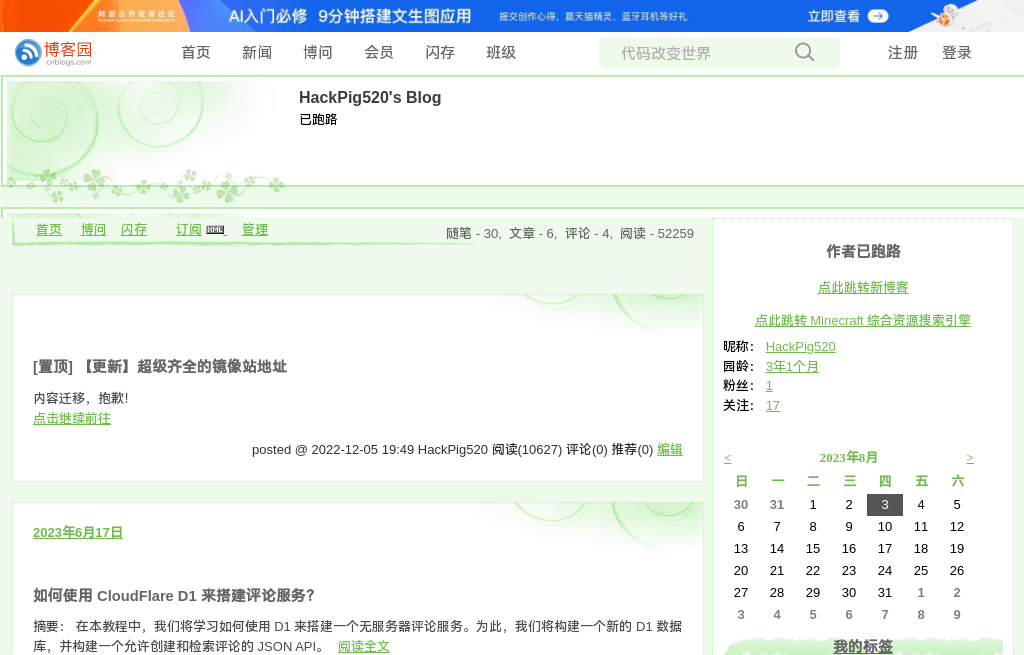 阿里云开发者社区 AI入门必修 9分钟搭建文生图应用 提交创作心得，赢天猫精灵、蓝牙耳机等好礼 立即查看
博客园 cnblogs.com 首页 新闻 博问 会员 闪存 班级 代码改变世界 注册 登录
HackPig520's Blog
已跑路
首页 博问 闪存 订阅 XML 管理 随笔 - 30, 文章 - 6, 评论 - 4, 阅读 - 52259
[置顶] 【更新】超级齐全的镜像站地址
内容迁移，抱歉！
点击继续前往
posted @ 2022-12-05 19:49 HackPig520 阅读(10627) 评论(0) 推荐(0) 编辑
2023年6月17日
如何使用 CloudFlare D1 来搭建评论服务?
摘要： 在本教程中，我们将学习如何使用 D1 来搭建一个无服务器评论服务。为此，我们将构建一个新的 D1 数据
库，并构建一个允许创建和检索评论的 JSON API。 阅读全文
作者已跑路
点此跳转新博客
点此跳转 Minecraft 综合资源搜索引擎
昵称： HackPig520
园龄： 3年1个月
粉丝： 1
关注： 17
< 2023年8月 >
日 一 二 三 四 五 六
30 31 1 2 3 4 5
6 7 8 9 10 11 12
13 14 15 16 17 18 19
20 21 22 23 24 25 26
27 28 29 30 31 1 2
3 4 5 6 7 8 9
我的标签